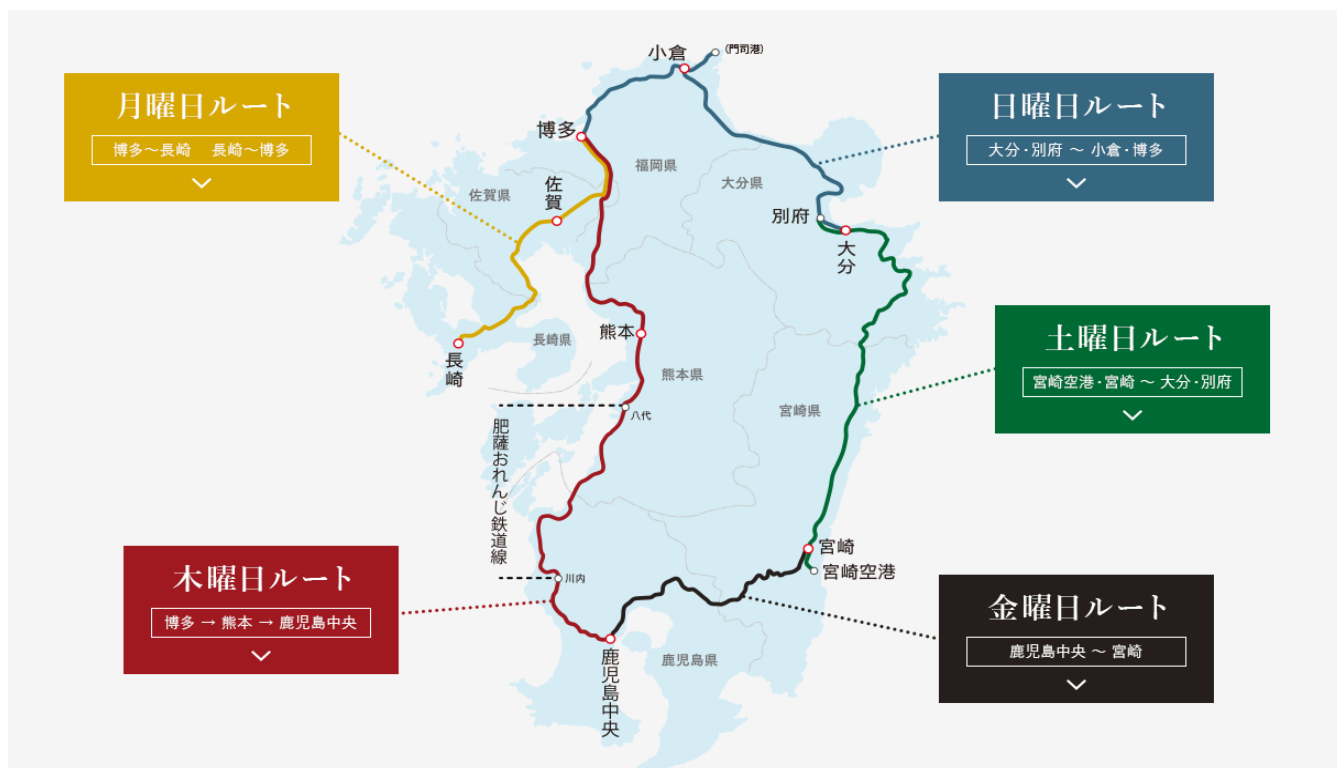 月曜日ルート
博多～長崎　長崎～博多
日曜日ルート
大分・別府 ～ 小倉・博多
土曜日ルート
宮崎空港・宮崎 ～ 大分・別府
木曜日ルート
博多 → 熊本 → 鹿児島中央
金曜日ルート
鹿児島中央 ～ 宮崎
小倉
(門司港)
博多
福岡県
大分県
佐賀県
佐賀
別府
大分
長崎
長崎県
熊本
熊本県
八代
宮崎県
肥薩おれんじ鉄道線
川内
宮崎
宮崎空港
鹿児島中央
鹿児島県